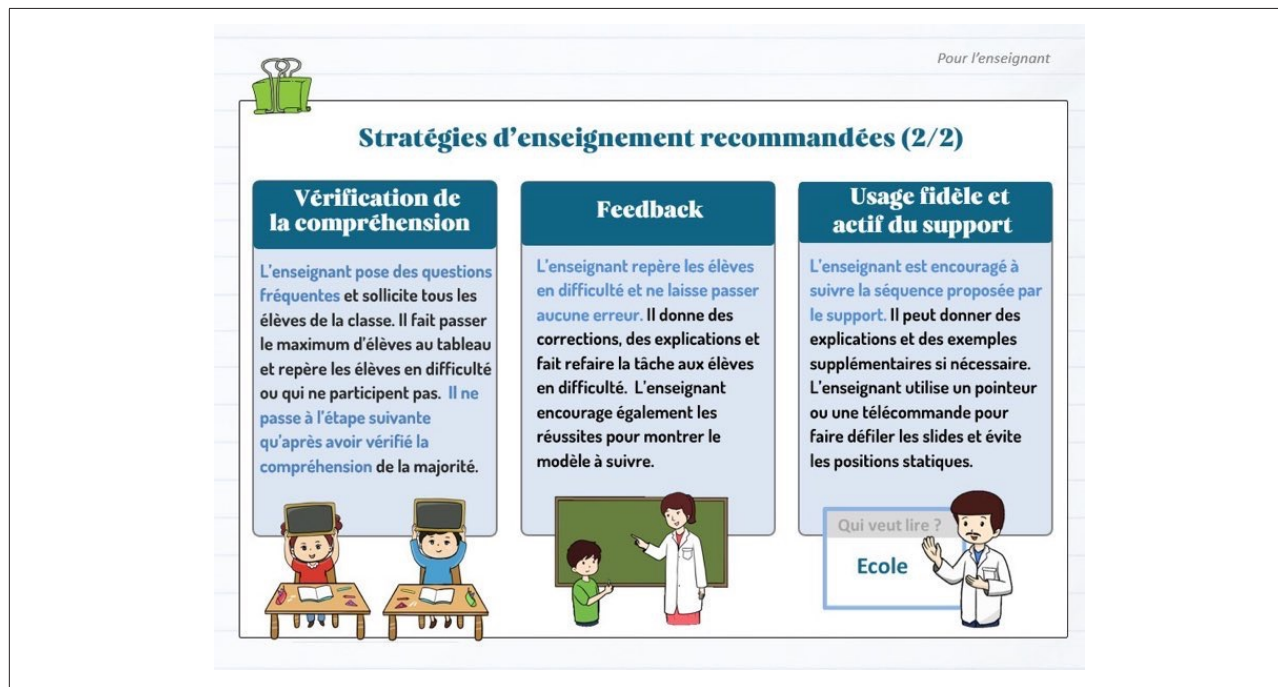 Pour l'enseignant
Stratégies d'enseignement recommandées (2/2)
Vérification de
la compréhension
L'enseignant pose des questions
fréquentes et sollicite tous les
élèves de la classe. Il fait passer
le maximum d'élèves au tableau
et repère les élèves en difficulté
ou qui ne participent pas. Il ne
passe à l'étape suivante
qu'après avoir vérifié la
compréhension de la majorité.
Feedback
L'enseignant repère les élèves
en difficulté et ne laisse passer
aucune erreur. Il donne des
corrections, des explications et
fait refaire la tâche aux élèves
en difficulté. L'enseignant
encourage également les
réussites pour montrer le
modèle à suivre.
Usage fidèle et
actif du support
L'enseignant est encouragé à
suivre la séquence proposée par
le support. Il peut donner des
explications et des exemples
supplémentaires si nécessaire.
L'enseignant utilise un pointeur
ou une télécommande pour
faire défiler les slides et évite
les positions statiques.
Qui veut lire ?
Ecole